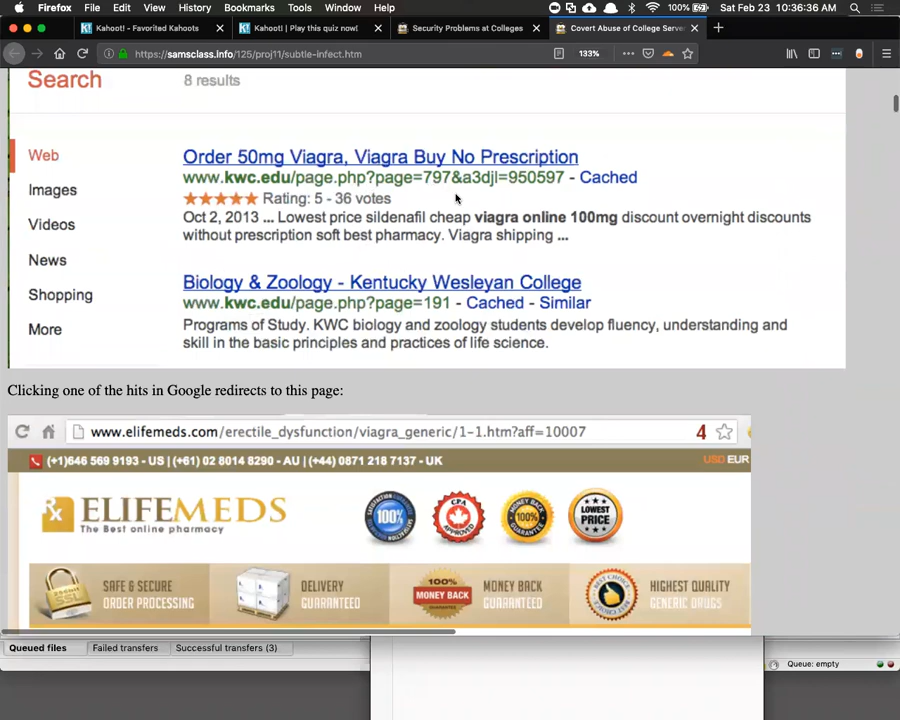 Firefox File Edit View History Bookmarks Tools Window Help 100% Sat Feb 23 10:36:36 AM
Kahoot! - Favorited Kahoots
Kahoot! | Play this quiz now!
Security Problems at Colleges
Covert Abuse of College Server
https://samsclass.info/125/proj11/subtle-infect.htm 133%
Search 8 results
Web
Images
Videos
News
Shopping
More
Order 50mg Viagra, Viagra Buy No Prescription
www.kwc.edu/page.php?page=797&a3djl=950597 - Cached
★★★★★ Rating: 5 - 36 votes
Oct 2, 2013 ... Lowest price sildenafil cheap viagra online 100mg discount overnight discounts
without prescription soft best pharmacy. Viagra shipping ...
Biology & Zoology - Kentucky Wesleyan College
www.kwc.edu/page.php?page=191 - Cached - Similar
Programs of Study. KWC biology and zoology students develop fluency, understanding and
skill in the basic principles and practices of life science.
Clicking one of the hits in Google redirects to this page:
www.elifemeds.com/erectile_dysfunction/viagra_generic/1-1.htm?aff=10007 4
(+1)646 569 9193 - US | (+61) 02 8014 8290 - AU | (+44) 0871 218 7137 - UK
USD EUR
Rx ELIFEMEDS
The Best online pharmacy
100%
CPA APPROVED
100%
LOWEST PRICE
SSL
SAFE & SECURE
ORDER PROCESSING
DELIVERY
GUARANTEED
100%
MONEY BACK
MONEY BACK
GUARANTEED
BEST CHOICE
HIGHEST QUALITY
GENERIC DRUGS
Queued files Failed transfers Successful transfers (3)
Queue: empty